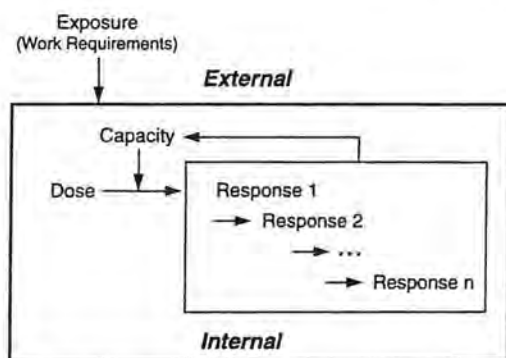 Exposure
(Work Requirements)
External
Capacity
Dose
Response 1
Response 2
...
Response n
Internal